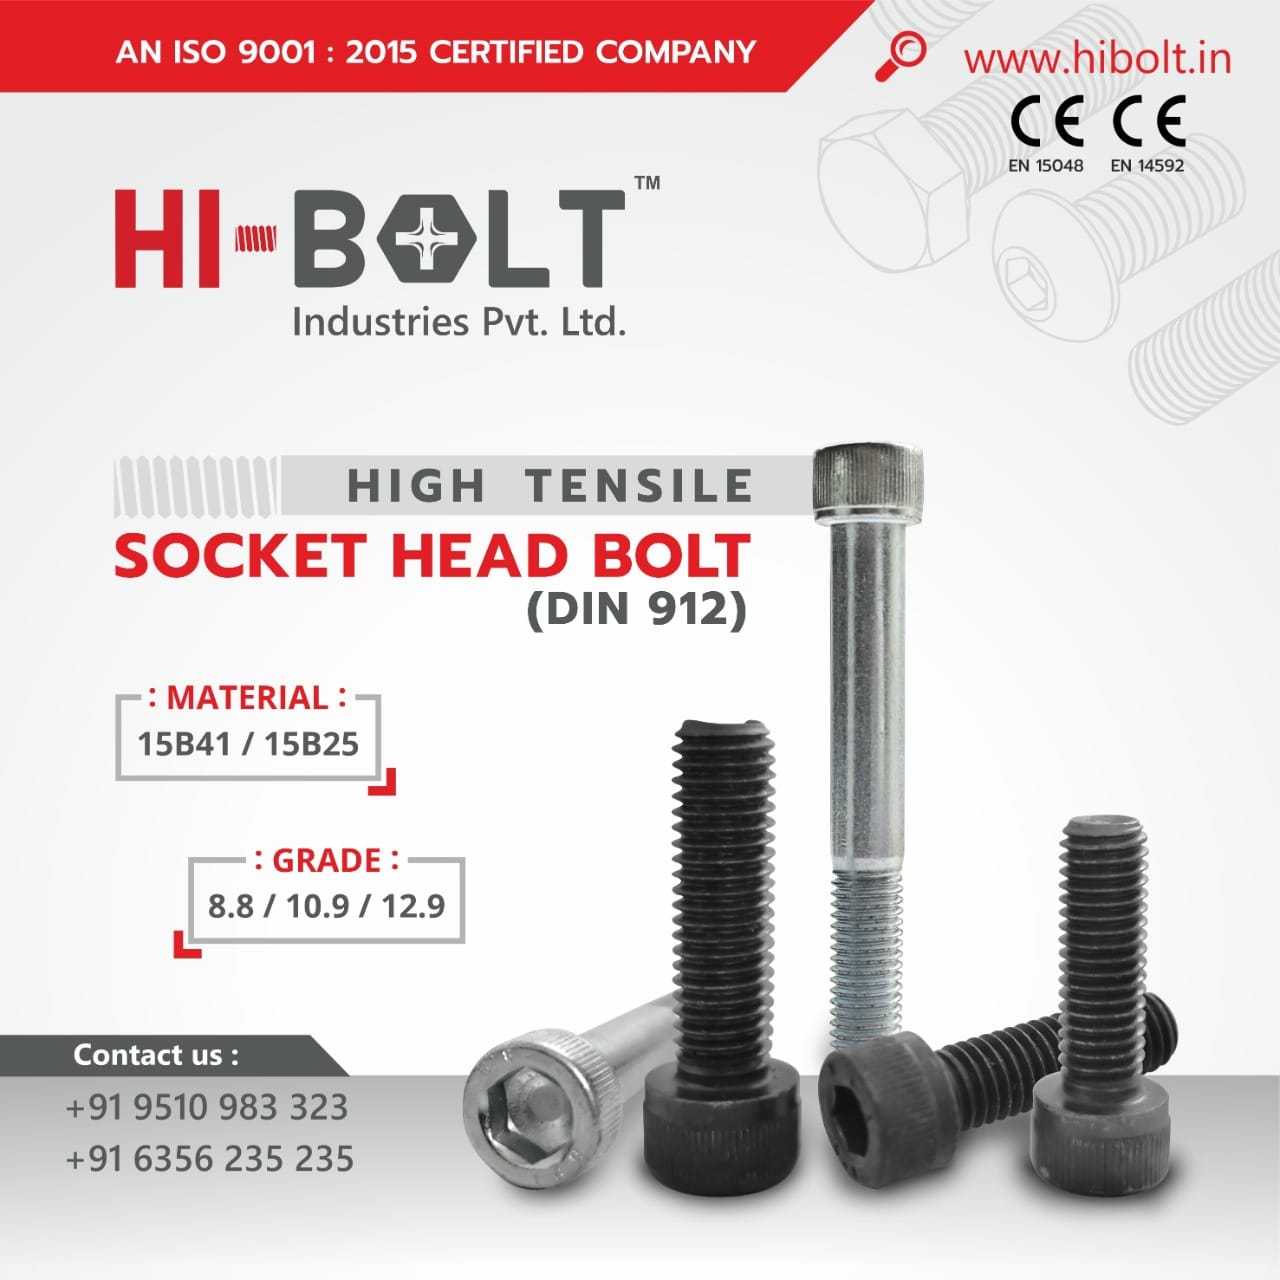 AN ISO 9001 : 2015 CERTIFIED COMPANY
www.hibolt.in
CE CE
EN 15048 EN 14592
HI-BOLT™
Industries Pvt. Ltd.
HIGH TENSILE
SOCKET HEAD BOLT
(DIN 912)
: MATERIAL :
15B41 / 15B25
: GRADE :
8.8 / 10.9 / 12.9
Contact us :
+91 9510 983 323
+91 6356 235 235